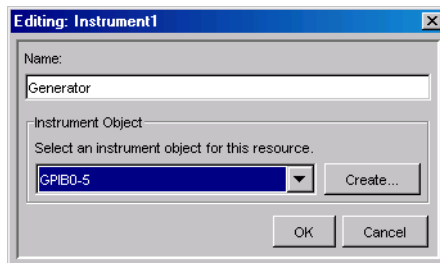 Editing: Instrument1
Name:
Generator
Instrument Object
Select an instrument object for this resource.
GPIB0-5
Create...
OK
Cancel